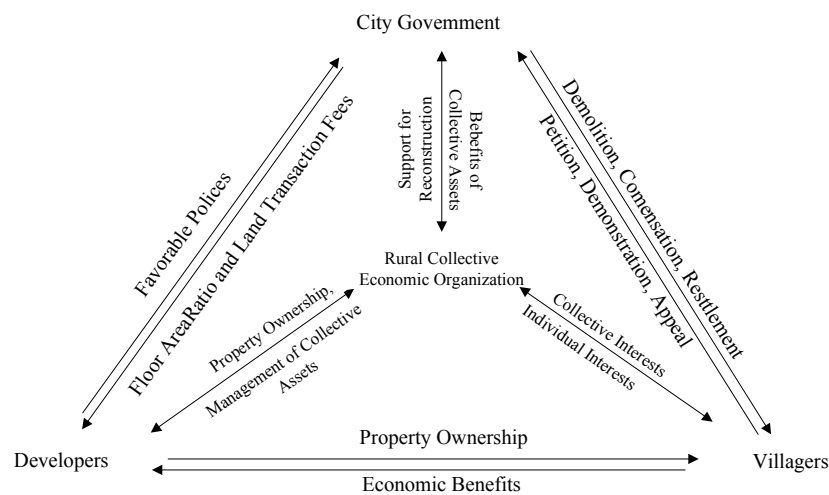 City Govemment
Favorable Polices
Floor AreaRatio and Land Transaction Fees
Support for
Reconstruction
Bebefits of
Collective Assets
Demolition, Comensation, Resttlement
Petition, Demonstration, Appeal
Rural Collective
Economic Organization
Property Ownership,
Management of Collective
Assets
Collective Interests
Individual Interests
Developers
Property Ownership
Economic Benefits
Villagers